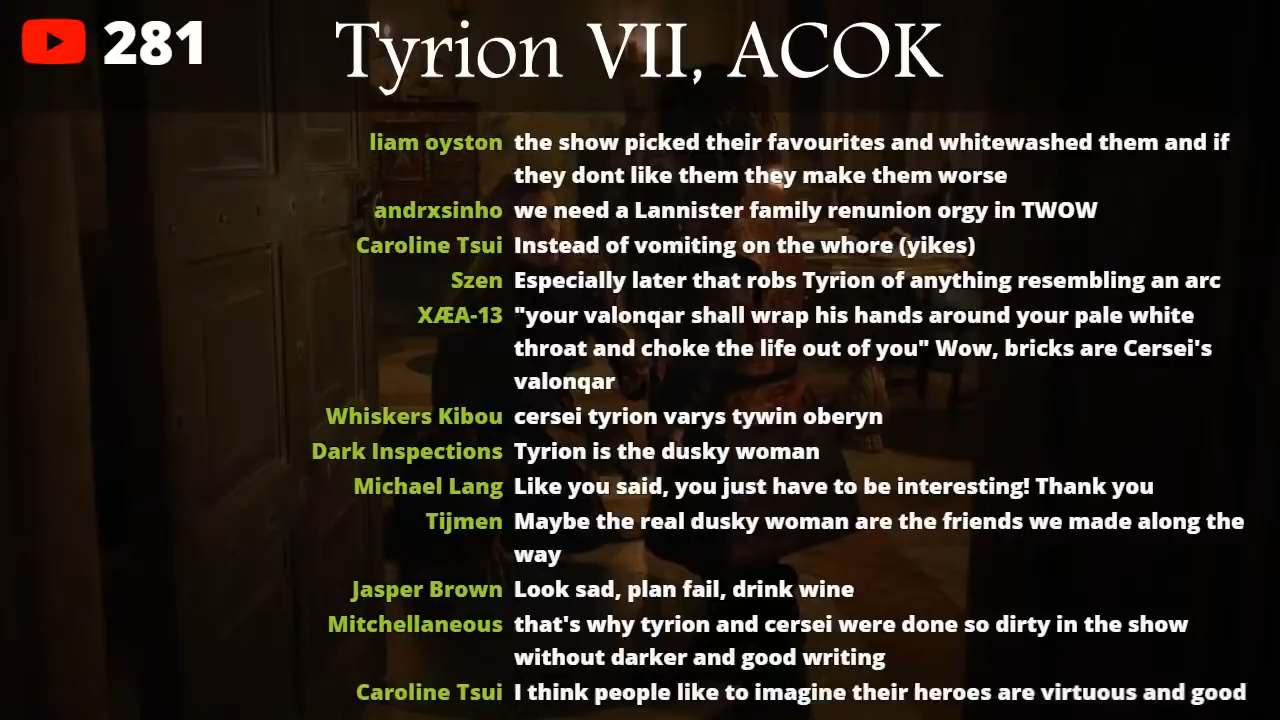 281
Tyrion VII, ACOK
liam oyston the show picked their favourites and whitewashed them and if
they dont like them they make them worse
andrxsinho we need a Lannister family renunion orgy in TWOW
Caroline Tsui Instead of vomiting on the whore (yikes)
Szen Especially later that robs Tyrion of anything resembling an arc
XÆA-13 "your valonqar shall wrap his hands around your pale white
throat and choke the life out of you" Wow, bricks are Cersei's
valonqar
Whiskers Kibou cersei tyrion varys tywin oberyn
Dark Inspections Tyrion is the dusky woman
Michael Lang Like you said, you just have to be interesting! Thank you
Tijmen Maybe the real dusky woman are the friends we made along the
way
Jasper Brown Look sad, plan fail, drink wine
Mitchellaneous that's why tyrion and cersei were done so dirty in the show
without darker and good writing
Caroline Tsui I think people like to imagine their heroes are virtuous and good